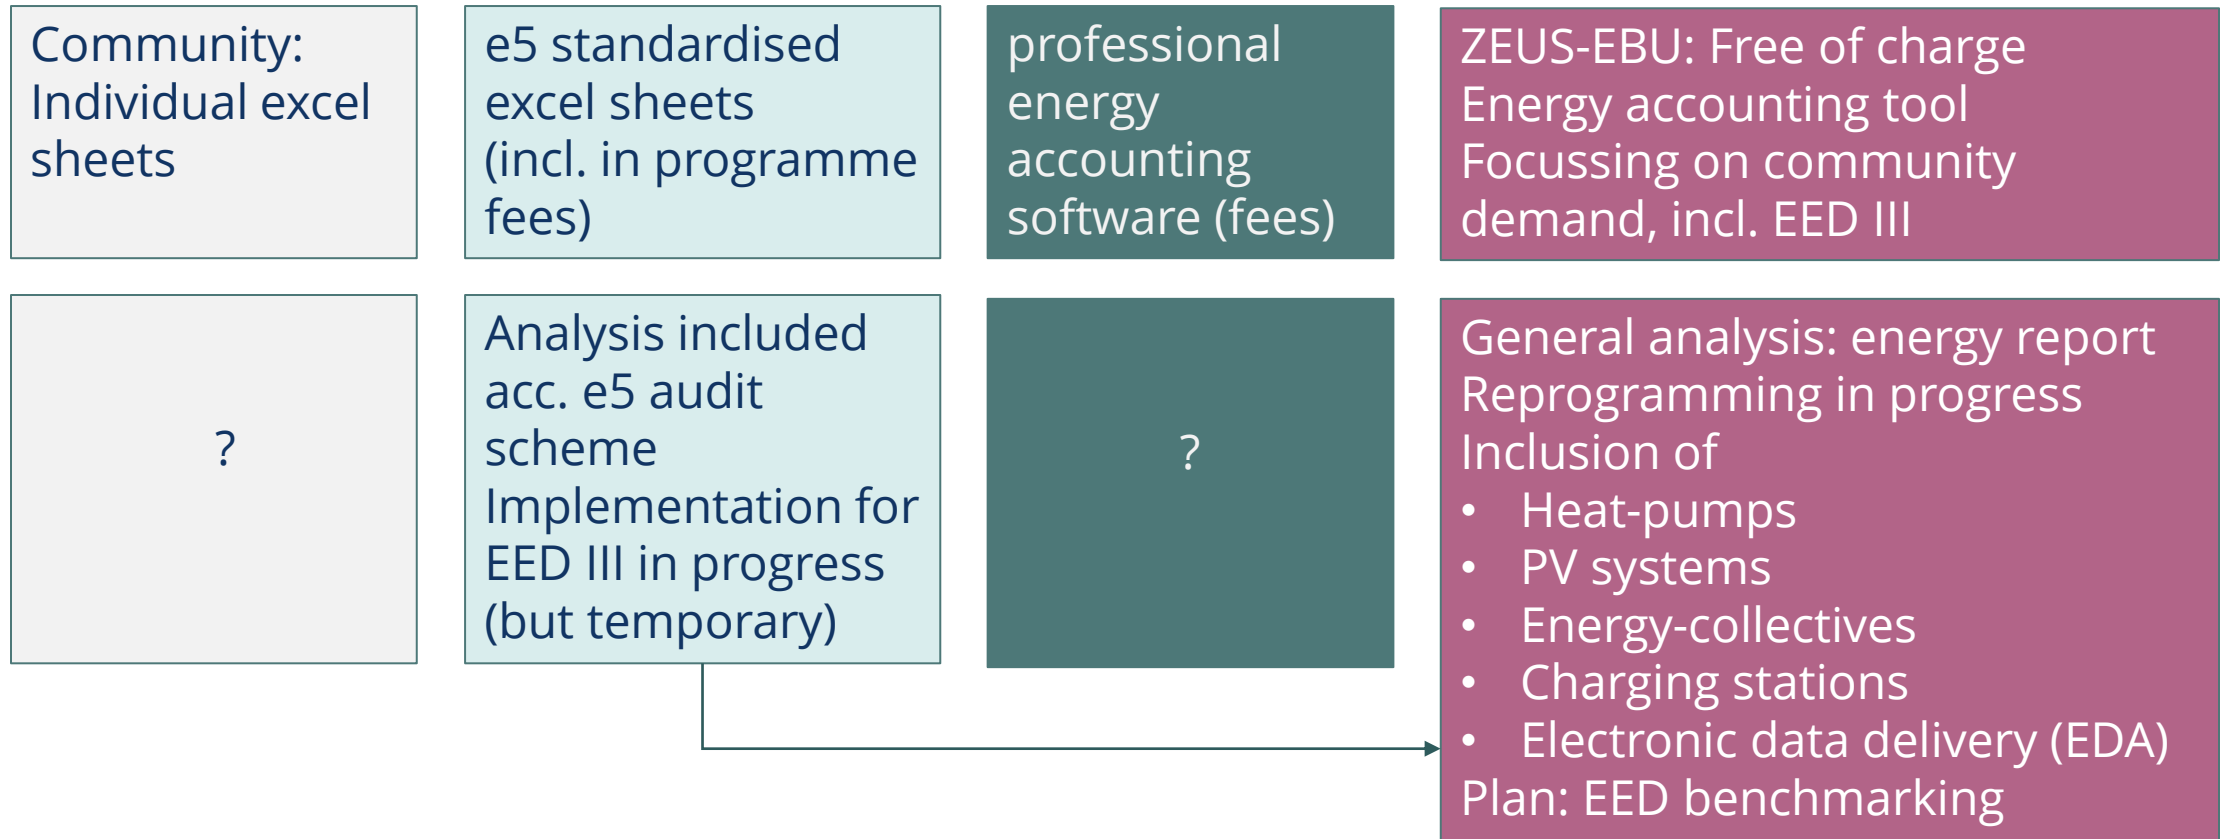 Community:
Individual excel
sheets
e5 standardised
excel sheets
(incl. in programme
fees)
professional
energy
accounting
software (fees)
ZEUS-EBU: Free of charge
Energy accounting tool
Focussing on community
demand, incl. EED III
?
Analysis included
acc. e5 audit
scheme
Implementation for
EED III in progress
(but temporary)
?
General analysis: energy report
Reprogramming in progress
Inclusion of
• Heat-pumps
• PV systems
• Energy-collectives
• Charging stations
• Electronic data delivery (EDA)
Plan: EED benchmarking